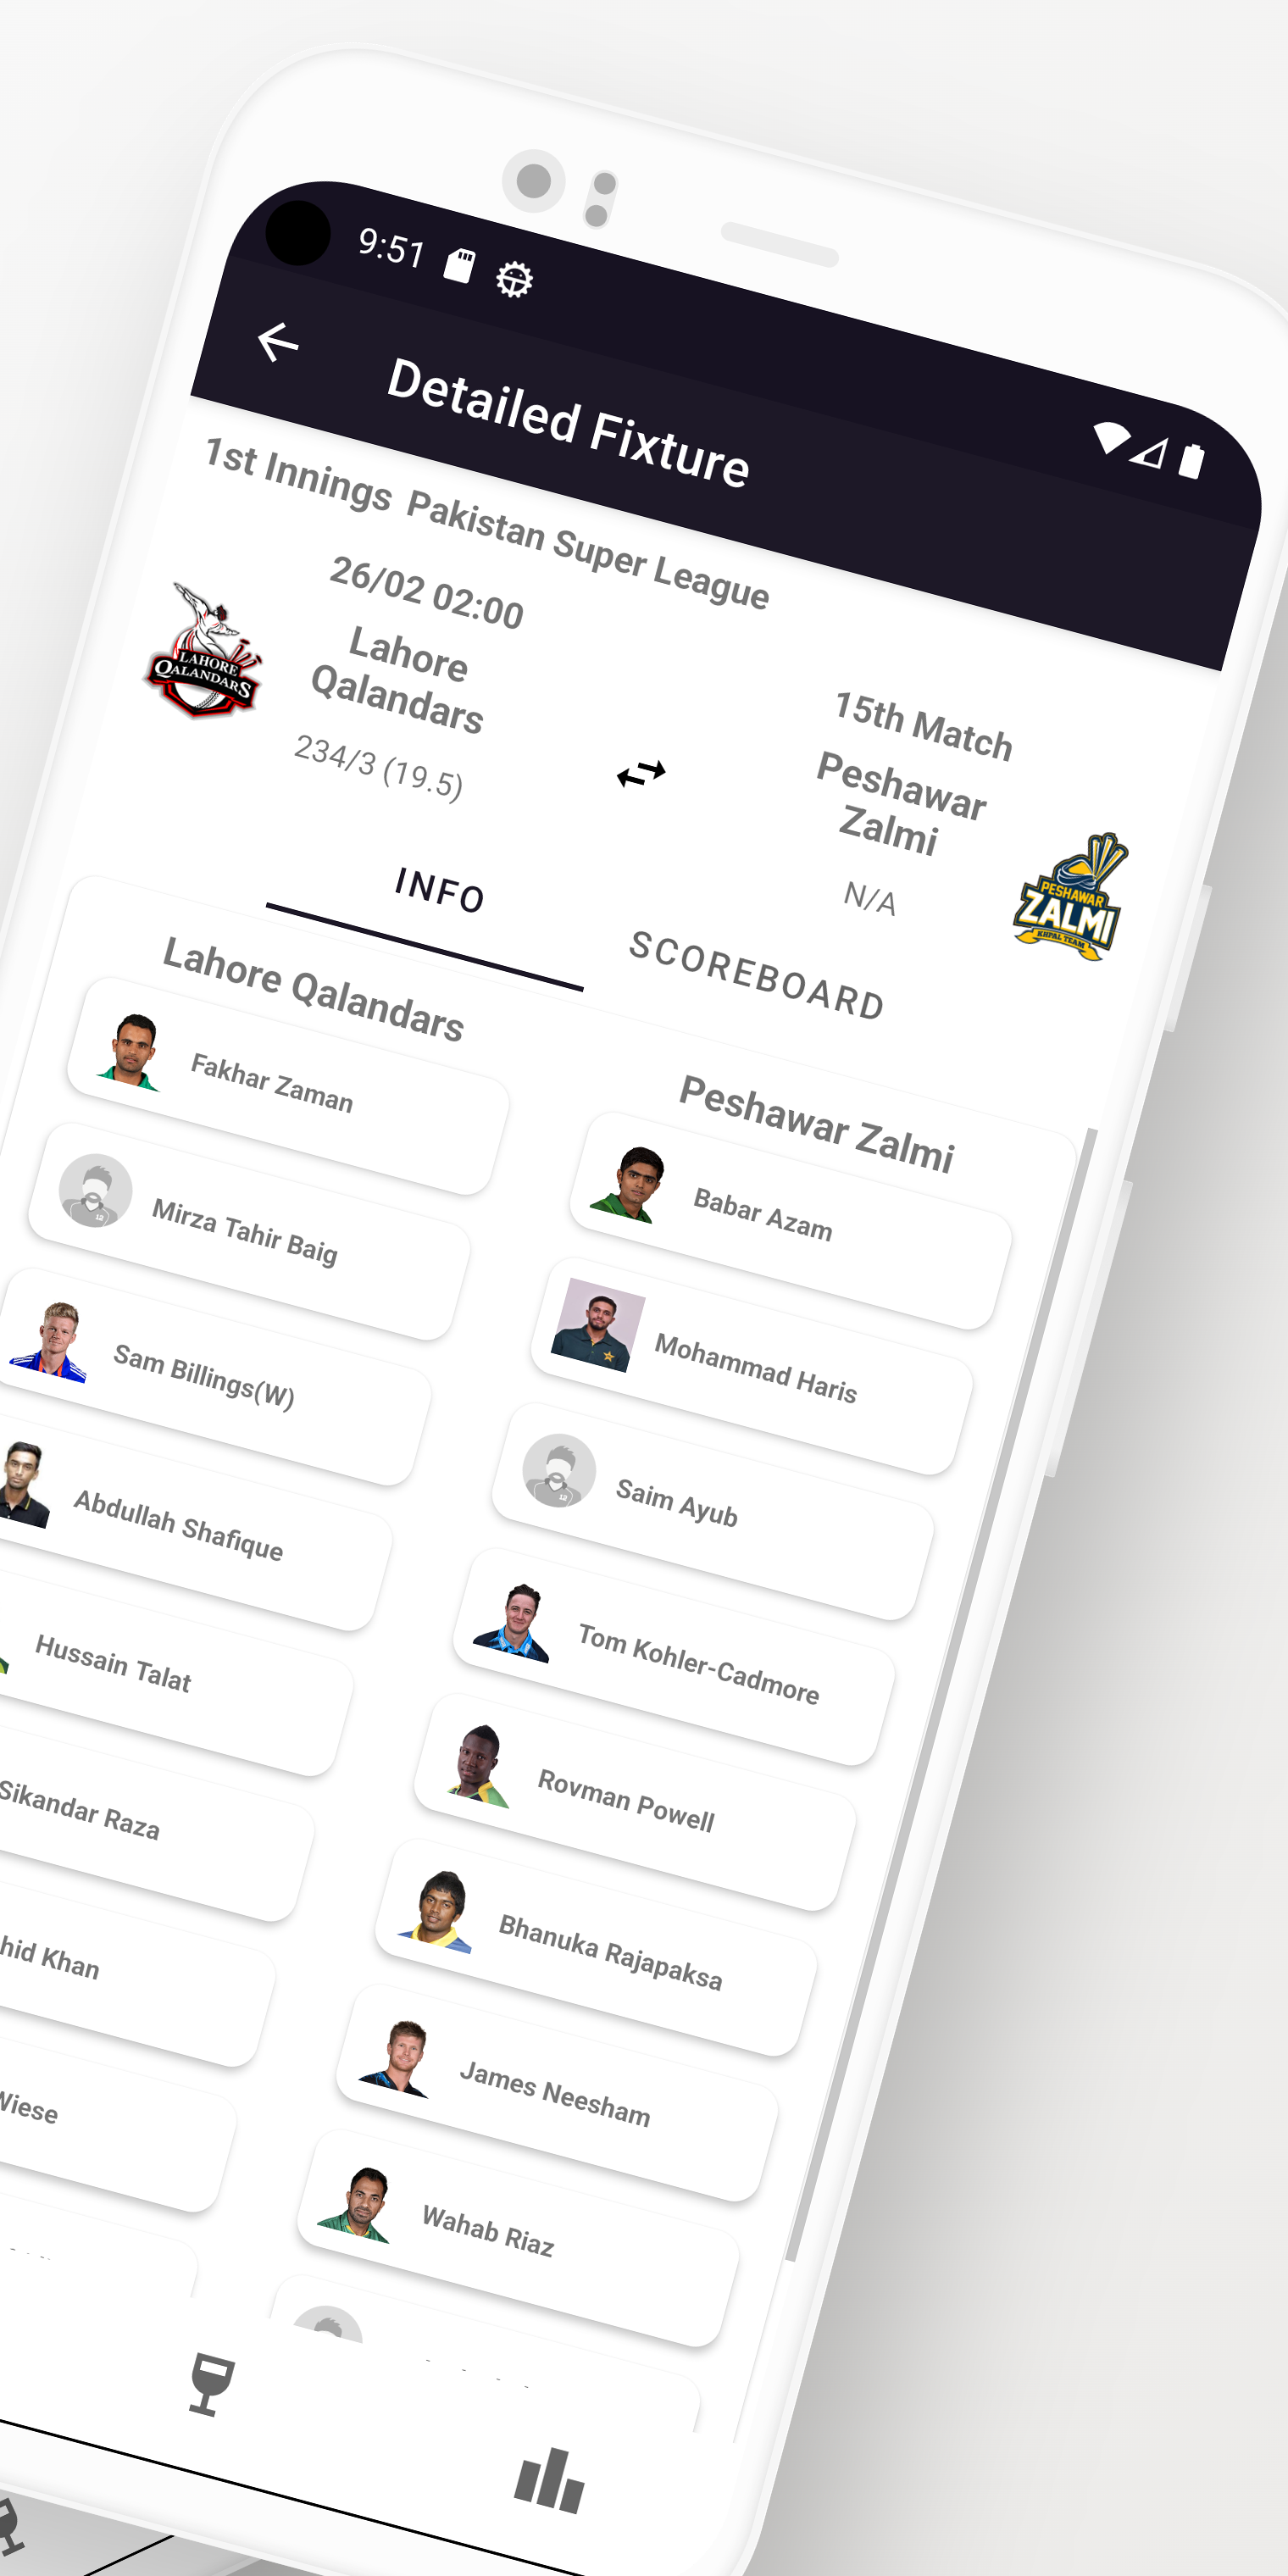 9:51
Detailed Fixture
1st Innings Pakistan Super League
26/02 02:00
15th Match
LAHORE
QALANDARS
Lahore
Qalandars
234/3 (19.5)
Peshawar
Zalmi
N/A
PESHAWAR
ZALMI
KHPAL TEAM
INFO
SCOREBOARD
Lahore Qalandars
Fakhar Zaman
Mirza Tahir Baig
Sam Billings(W)
Abdullah Shafique
Hussain Talat
Sikandar Raza
hid Khan
Wiese
Peshawar Zalmi
Babar Azam
Mohammad Haris
Saim Ayub
Tom Kohler-Cadmore
Rovman Powell
Bhanuka Rajapaksa
James Neesham
Wahab Riaz